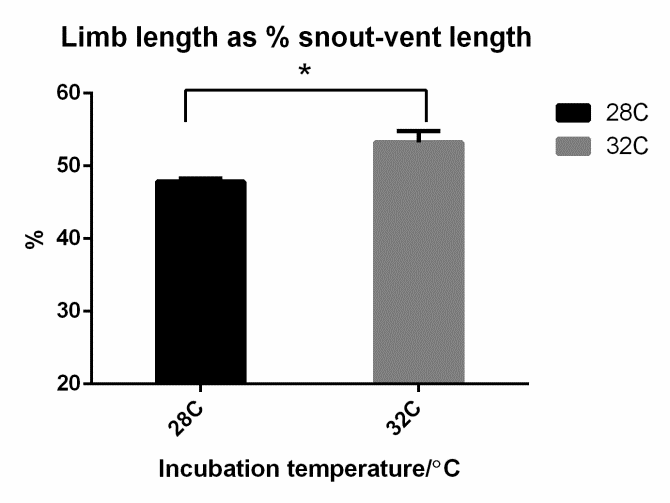 Limb length as % snout-vent length
*
60
50
40
30
20
%
28C
32C
28C
32C
Incubation temperature/°C